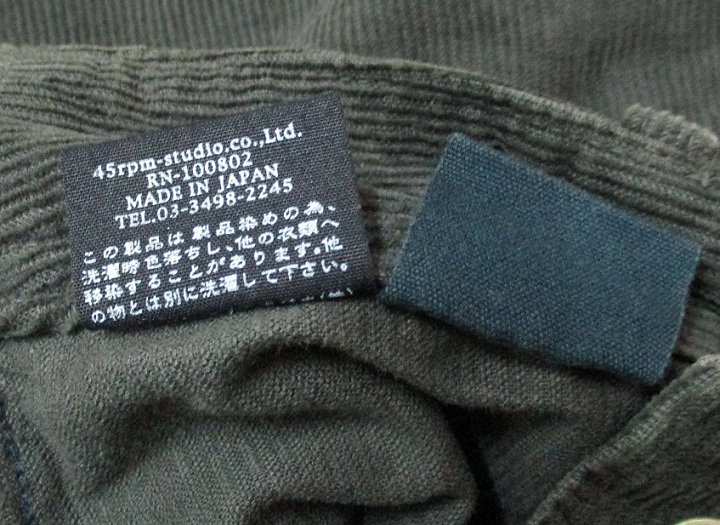 45rpm-studio.co.,Ltd.
RN-100802
MADE IN JAPAN
TEL.03-3498-2245
この製品は製品染めの為、
洗濯時色落ちし、他の衣類へ
移染することがあります。他
の物とは別に洗濯して下さい。